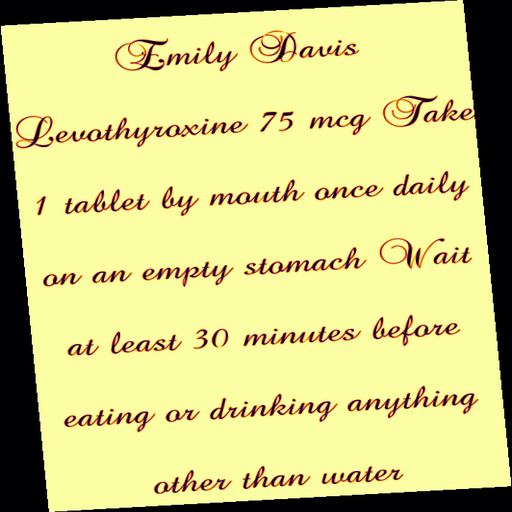 Emily Davis
Levothyroxine 75 mcg Take
1 tablet by mouth once daily
on an empty stomach Wait
at least 30 minutes before
eating or drinking anything
other than water